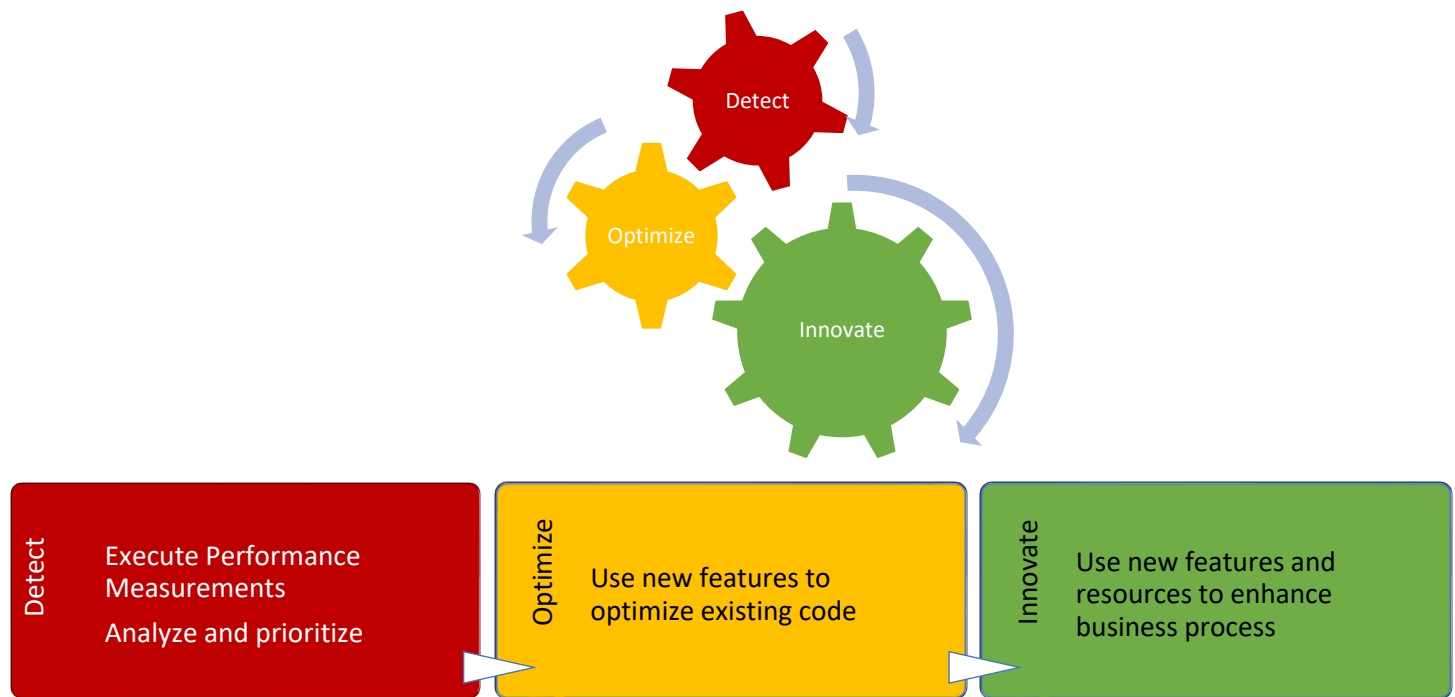 Detect
Optimize
Innovate
Detect
Execute Performance
Measurements
Analyze and prioritize
Optimize
Use new features to
optimize existing code
Innovate
Use new features and
resources to enhance
business process